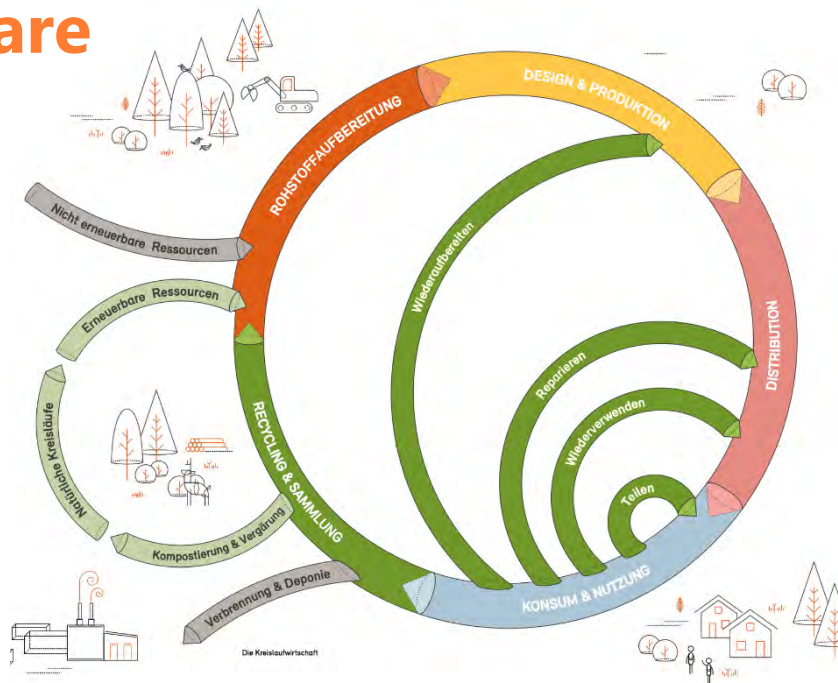 are
ROHSTOFFAUFBEREITUNG
DESIGN & PRODUKTION
DISTRIBUTION
KONSUM & NUTZUNG
RECYCLING & SAMMLUNG
Wiederaufbereiten
Reparieren
Wiederverwenden
Teilen
Nicht erneuerbare Ressourcen
Erneuerbare Ressourcen
Natürliche Kreisläufe
Kompostierung & Vergärung
Verbrennung & Deponie
Die Kreislaufwirtschaft